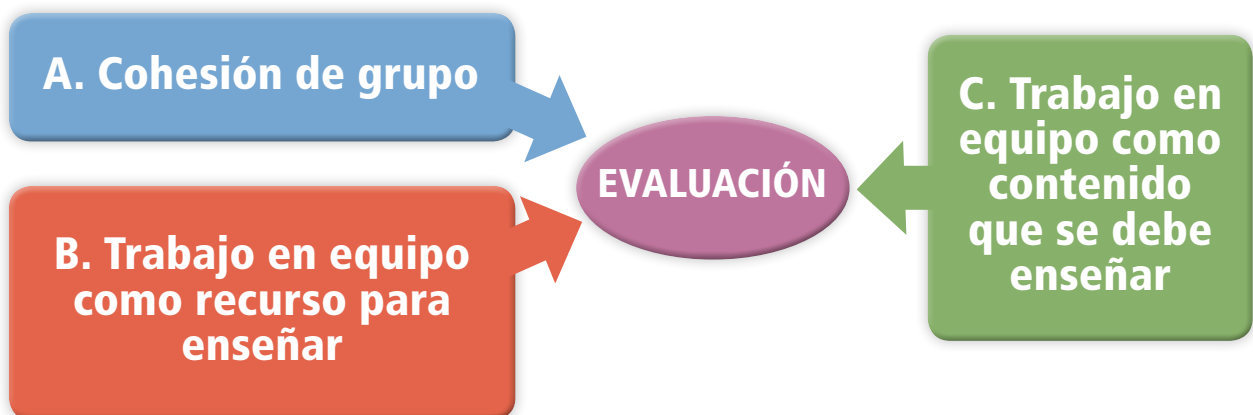 A. Cohesión de grupo
B. Trabajo en equipo
como recurso para
enseñar
EVALUACIÓN
C. Trabajo en
equipo como
contenido
que se debe
enseñar